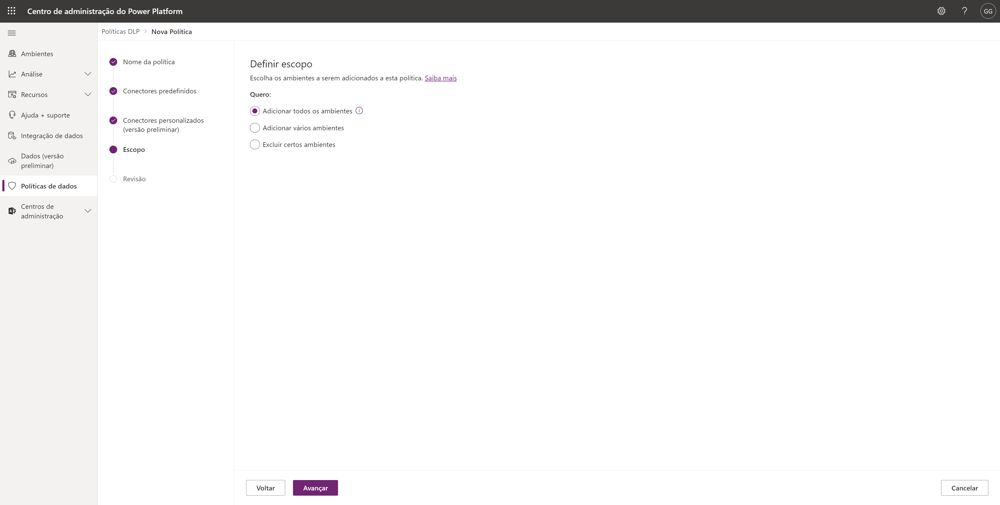 Centro de administração do Power Platform
GG
Políticas DLP > Nova Política
Ambientes
Análise
Recursos
Ajuda + suporte
Integração de dados
Dados (versão
preliminar)
Políticas de dados
Centros de
administração
Nome da política
Conectores predefinidos
Conectores personalizados
(versão preliminar)
Escopo
Revisão
Definir escopo
Escolha os ambientes a serem adicionados a esta política. Saiba mais
Quero:
Adicionar todos os ambientes
Adicionar vários ambientes
Excluir certos ambientes
Voltar
Avançar
Cancelar